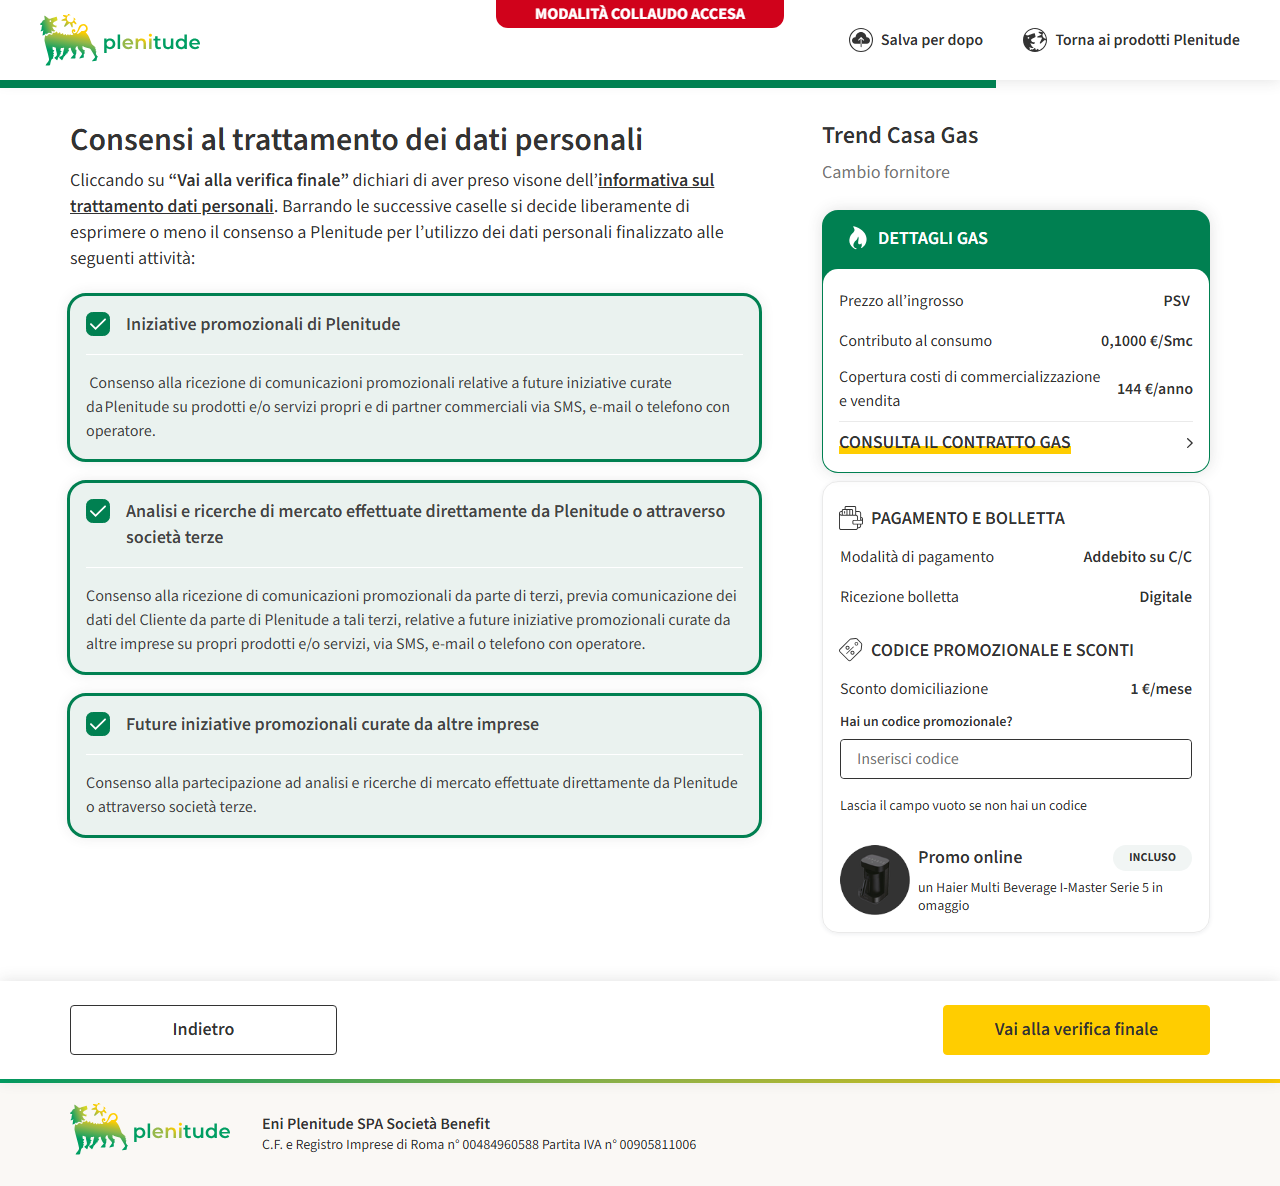 MODALITÀ COLLAUDO ACCESA
plenitude
Salva per dopo
Torna ai prodotti Plenitude
Consensi al trattamento dei dati personali
Cliccando su “Vai alla verifica finale” dichiari di aver preso visone dell’informativa sul
trattamento dati personali. Barrando le successive caselle si decide liberamente di
esprimere o meno il consenso a Plenitude per l’utilizzo dei dati personali finalizzato alle
seguenti attività:
Iniziative promozionali di Plenitude
Consenso alla ricezione di comunicazioni promozionali relative a future iniziative curate
da Plenitude su prodotti e/o servizi propri e di partner commerciali via SMS, e-mail o telefono con
operatore.
Analisi e ricerche di mercato effettuate direttamente da Plenitude o attraverso
società terze
Consenso alla ricezione di comunicazioni promozionali da parte di terzi, previa comunicazione dei
dati del Cliente da parte di Plenitude a tali terzi, relative a future iniziative promozionali curate da
altre imprese su propri prodotti e/o servizi, via SMS, e-mail o telefono con operatore.
Future iniziative promozionali curate da altre imprese
Consenso alla partecipazione ad analisi e ricerche di mercato effettuate direttamente da Plenitude
o attraverso società terze.
Trend Casa Gas
Cambio fornitore
DETTAGLI GAS
Prezzo all’ingrosso PSV
Contributo al consumo 0,1000 €/Smc
Copertura costi di commercializzazione
e vendita 144 €/anno
CONSULTA IL CONTRATTO GAS
PAGAMENTO E BOLLETTA
Modalità di pagamento Addebito su C/C
Ricezione bolletta Digitale
CODICE PROMOZIONALE E SCONTI
Sconto domiciliazione 1 €/mese
Hai un codice promozionale?
Inserisci codice
Lascia il campo vuoto se non hai un codice
Promo online INCLUSO
un Haier Multi Beverage I-Master Serie 5 in
omaggio
Indietro
Vai alla verifica finale
plenitude
Eni Plenitude SPA Società Benefit
C.F. e Registro Imprese di Roma n° 00484960588 Partita IVA n° 00905811006